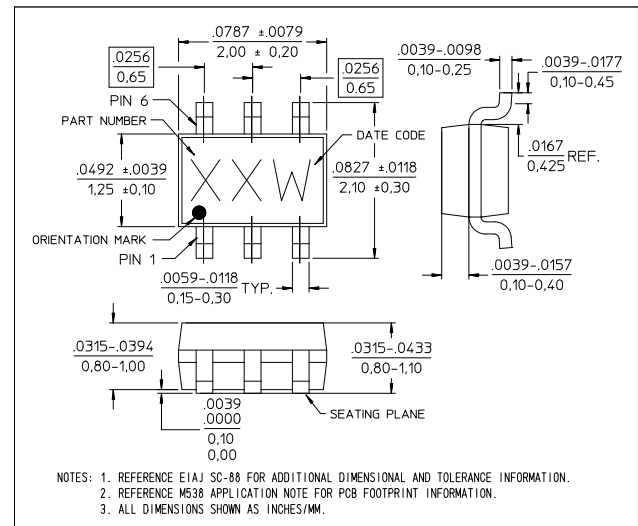 .0787 ±.0079
2,00 ± 0,20
.0256
0,65
.0256
0,65
.0039-.0098
0,10-0,25
.0039-.0177
0,10-0,45
PIN 6
PART NUMBER
DATE CODE
.0492 ±.0039
1,25 ±0,10
XXW
.0827 ±.0118
2,10 ±0,30
.0167
0,425 REF.
ORIENTATION MARK
PIN 1
.0059-.0118
0,15-0,30 TYP.
.0039-.0157
0,10-0,40
.0315-.0394
0,80-1,00
.0315-.0433
0,80-1,10
.0039
.0000
0,10
0,00
SEATING PLANE
NOTES: 1. REFERENCE EIAJ SC-88 FOR ADDITIONAL DIMENSIONAL AND TOLERANCE INFORMATION.
2. REFERENCE M538 APPLICATION NOTE FOR PCB FOOTPRINT INFORMATION.
3. ALL DIMENSIONS SHOWN AS INCHES/MM.